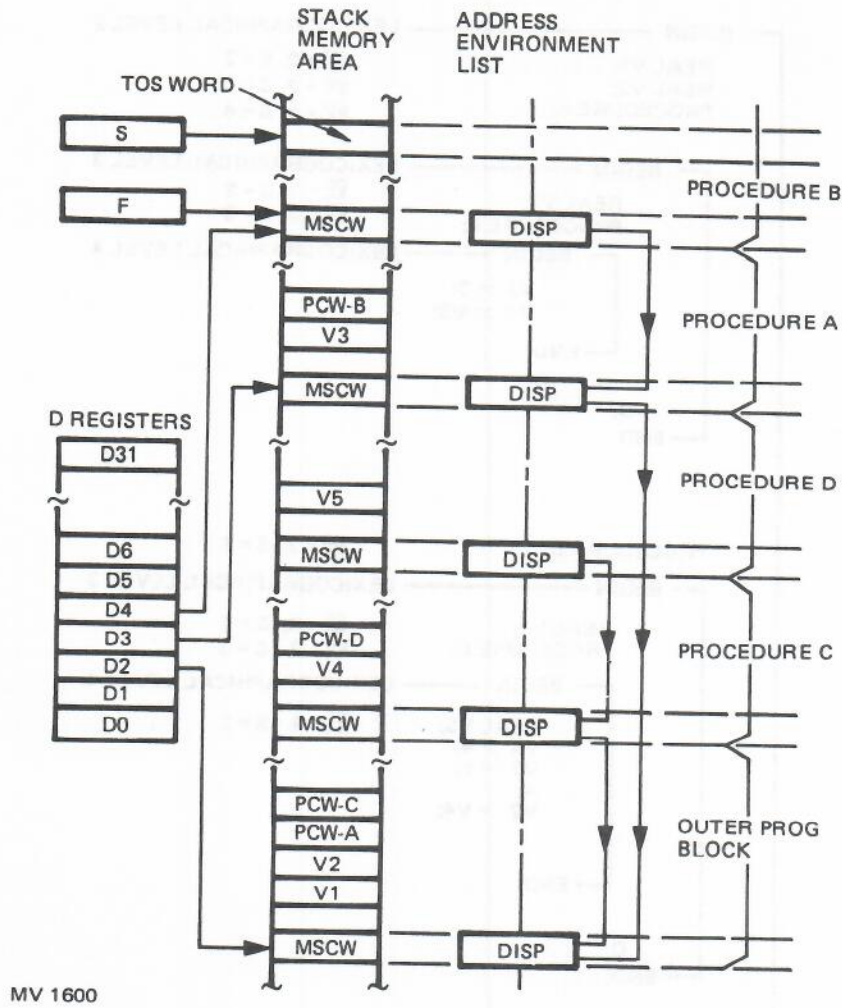 STACK
MEMORY
AREA
ADDRESS
ENVIRONMENT
LIST
TOS WORD
S
PROCEDURE B
F
MSCW
DISP
PCW-B
V3
PROCEDURE A
MSCW
DISP
D REGISTERS
D31
V5
PROCEDURE D
D6
D5
D4
D3
D2
D1
D0
MSCW
DISP
PCW-D
V4
PROCEDURE C
MSCW
DISP
PCW-C
PCW-A
V2
V1
OUTER PROG
BLOCK
MSCW
DISP
MV 1600